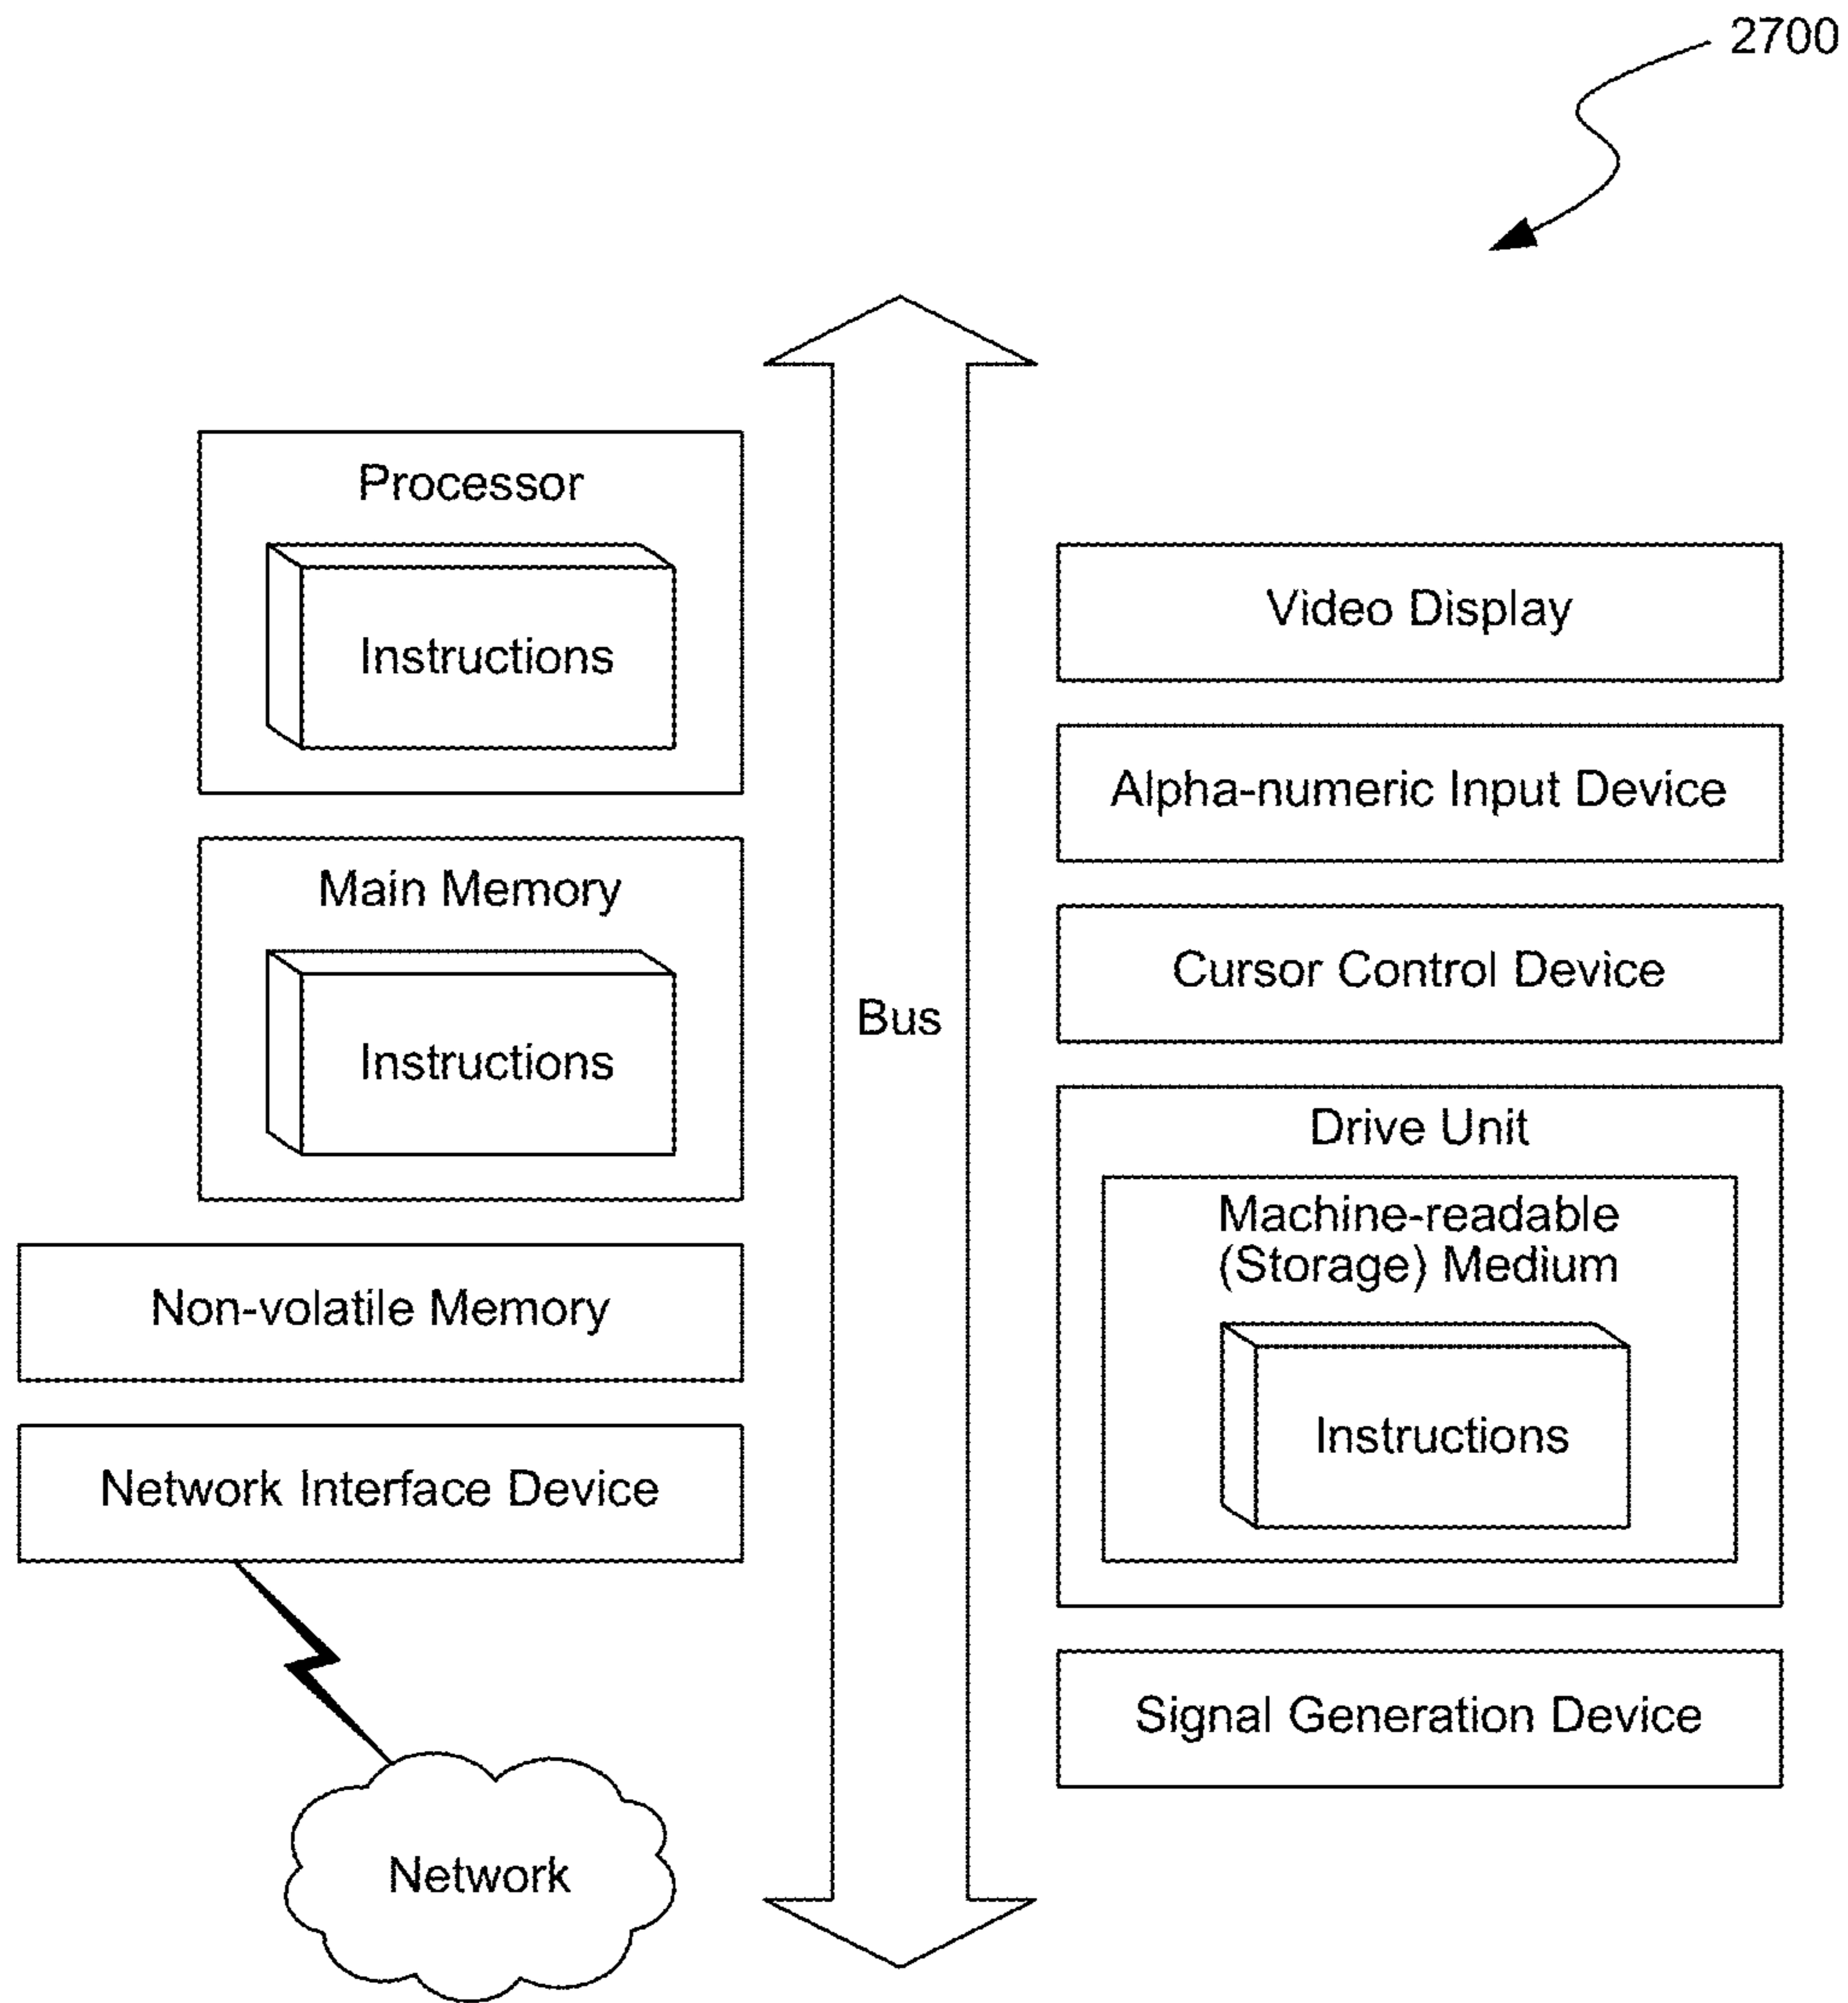 2700
Processor
Instructions
Main Memory
Instructions
Non-volatile Memory
Network Interface Device
Network
Bus
Video Display
Alpha-numeric Input Device
Cursor Control Device
Drive Unit
Machine-readable
(Storage) Medium
Instructions
Signal Generation Device